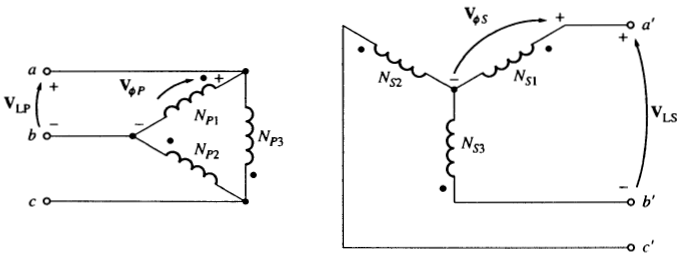 a
+
V_LP
−
b
c
V_ϕP
+
−
N_P1
N_P2
N_P3
V_ϕS
+
−
N_S2
N_S1
N_S3
a′
+
V_LS
−
b′
c′